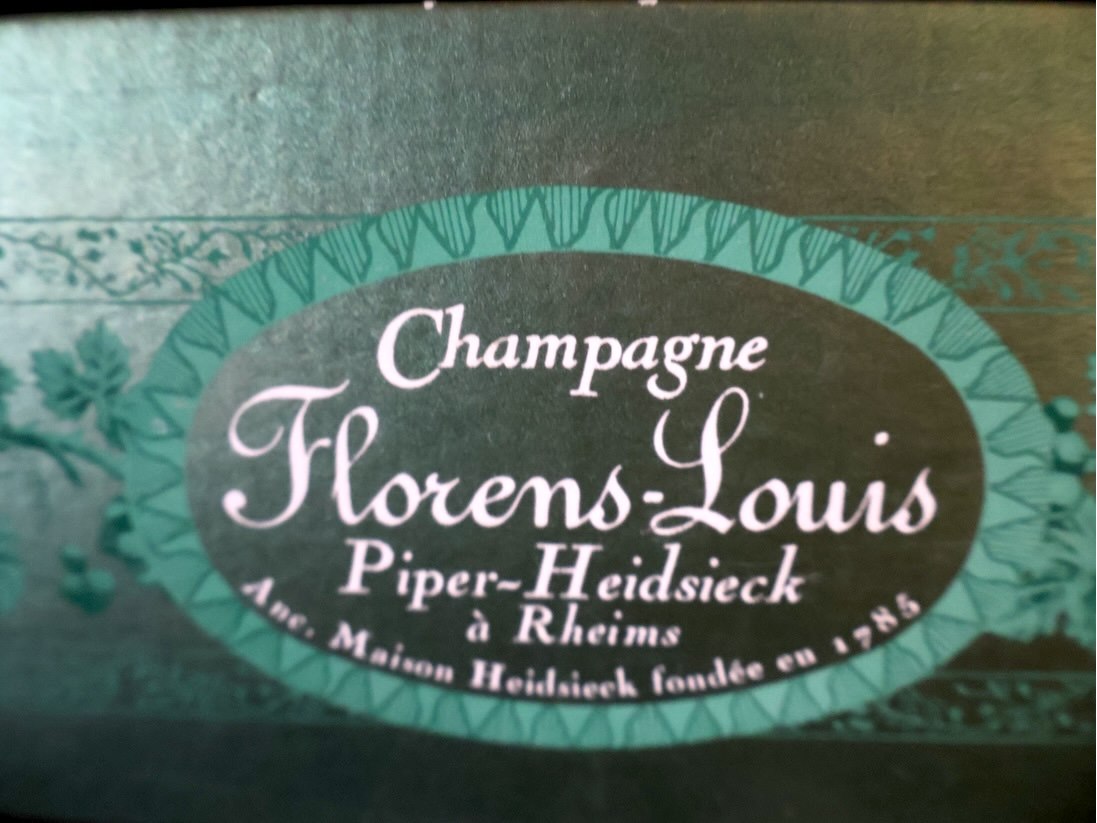 Champagne
Florens-Louis
Piper-Heidsieck
à Rheims
Anc. Maison Heidsieck fondée en 1785